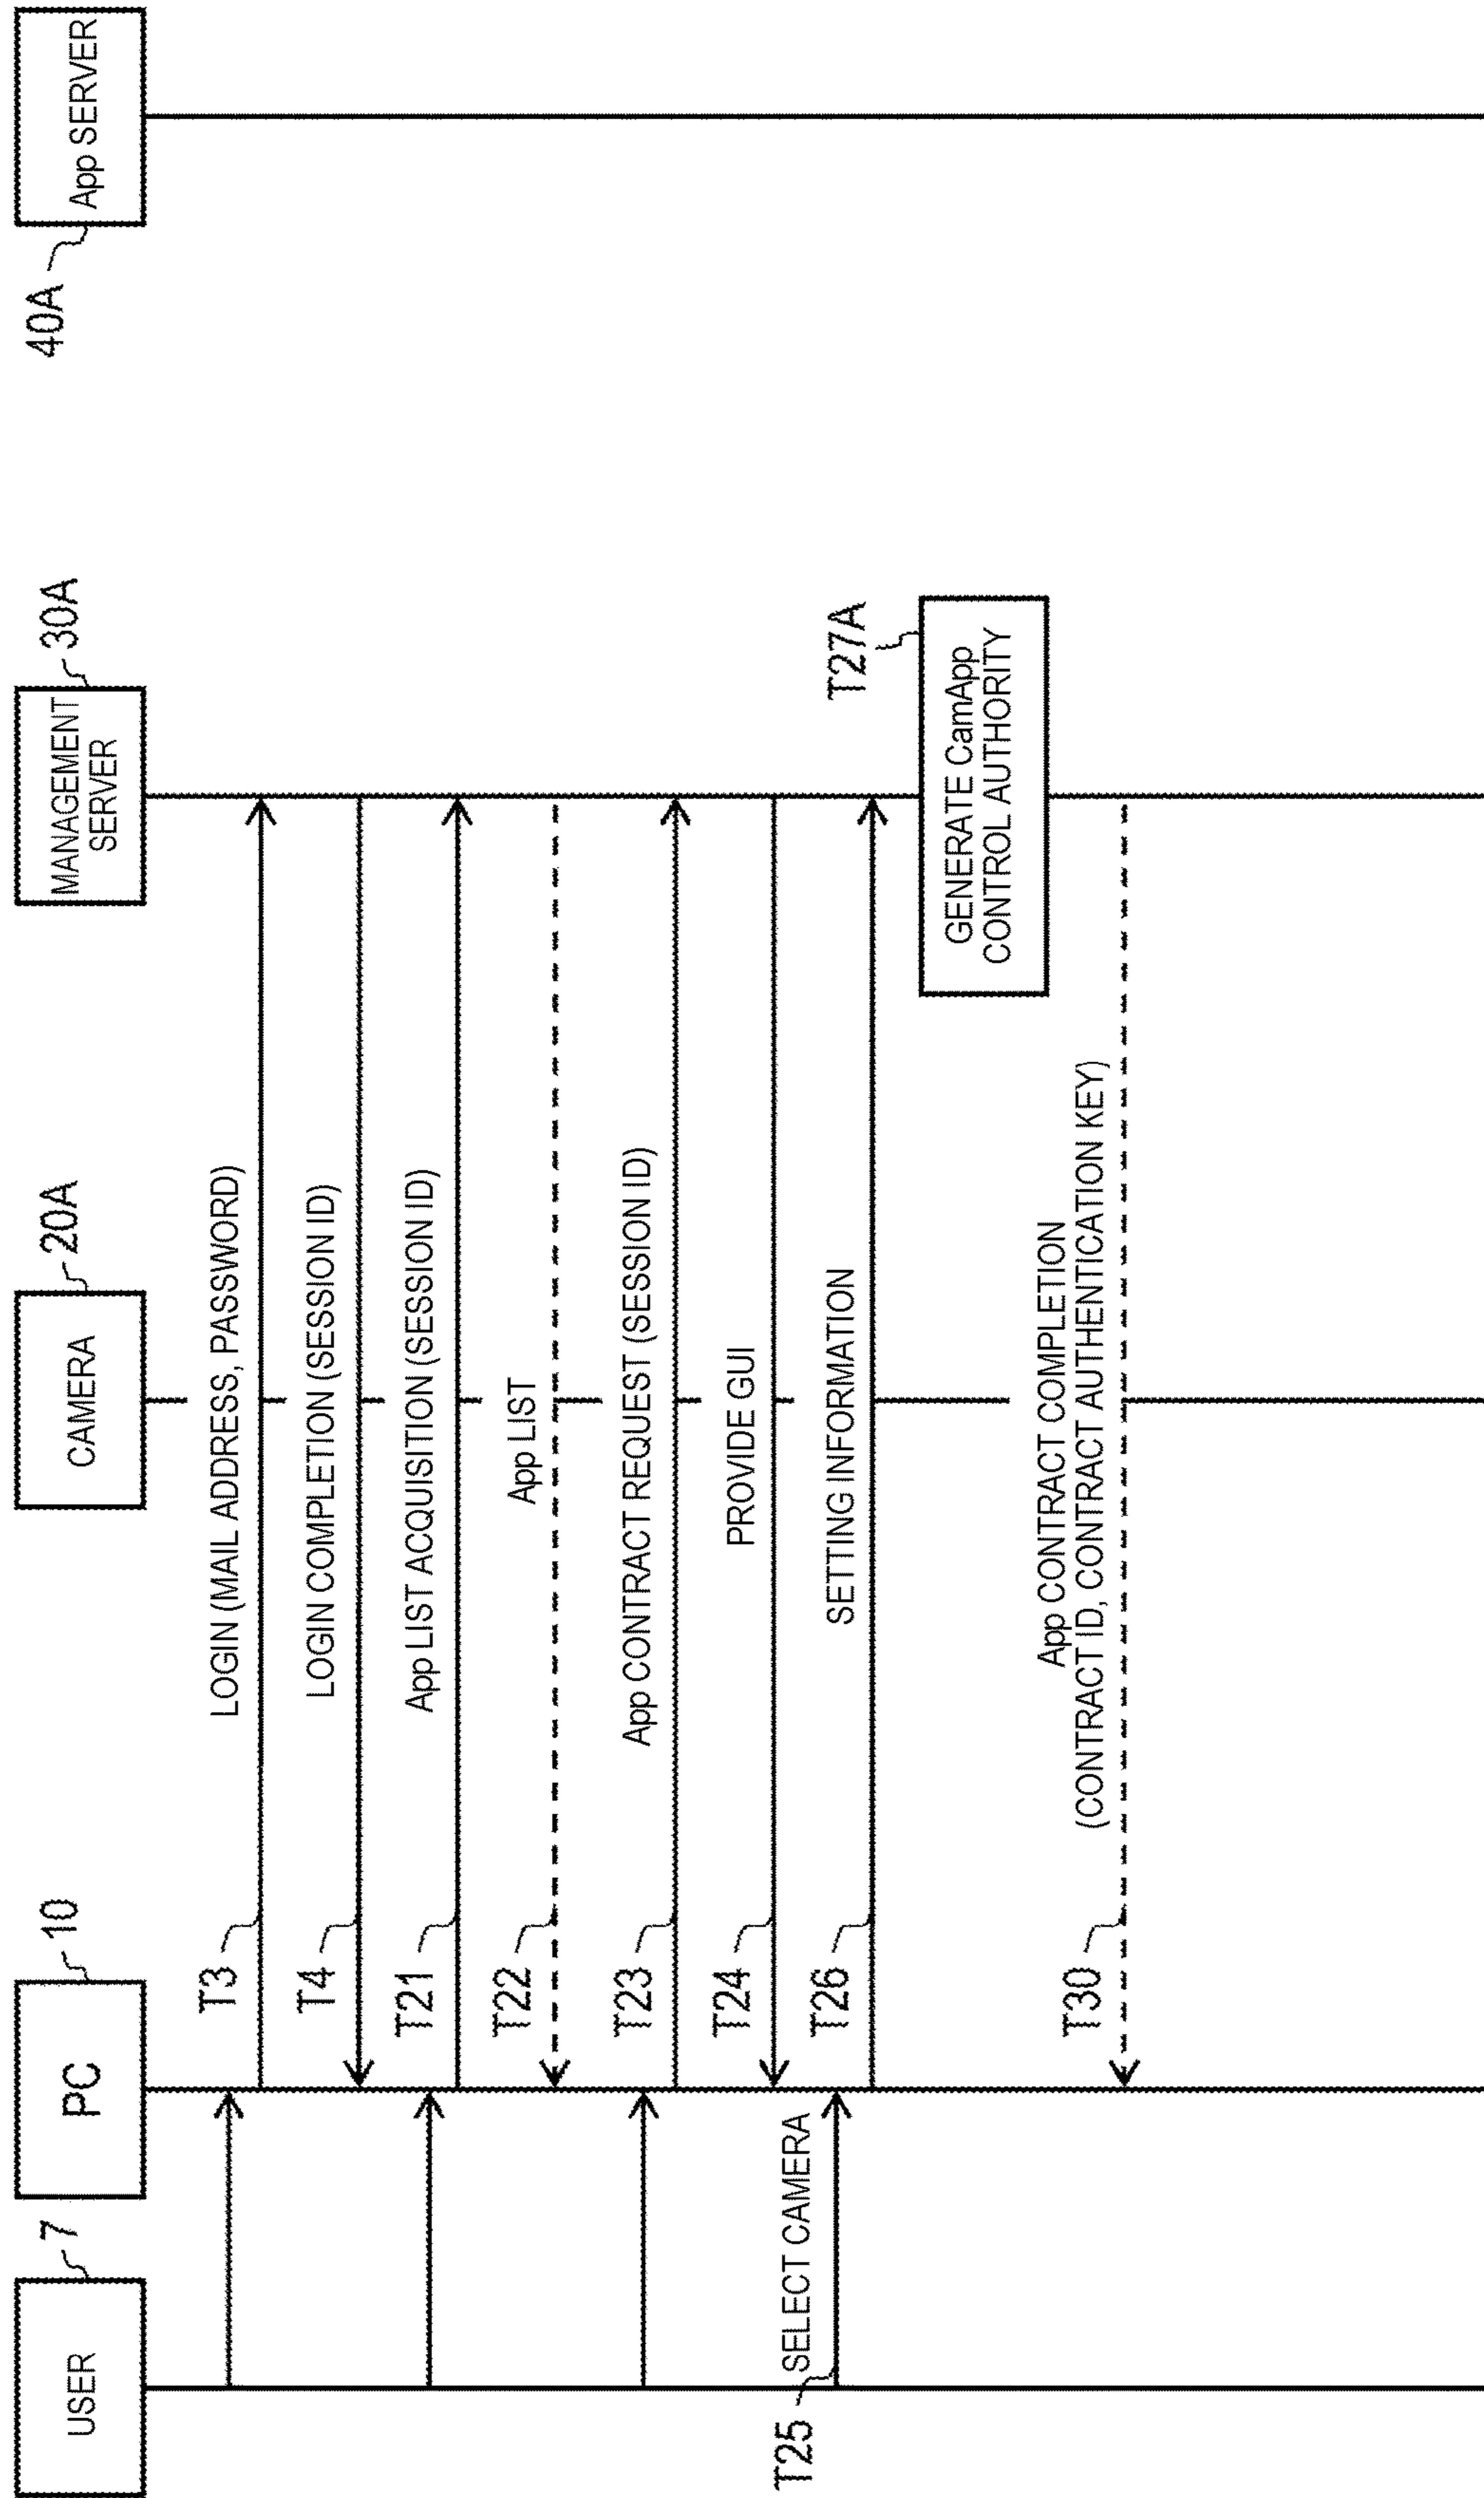 USER
7
PC
10
CAMERA
20A
MANAGEMENT
SERVER
30A
App SERVER
40A
T3
LOGIN (MAIL ADDRESS, PASSWORD)
T4
LOGIN COMPLETION (SESSION ID)
T21
App LIST ACQUISITION (SESSION ID)
T22
App LIST
T23
App CONTRACT REQUEST (SESSION ID)
T24
PROVIDE GUI
T25
SELECT CAMERA
T26
SETTING INFORMATION
T27A
GENERATE CamApp
CONTROL AUTHORITY
T30
App CONTRACT COMPLETION
(CONTRACT ID, CONTRACT AUTHENTICATION KEY)